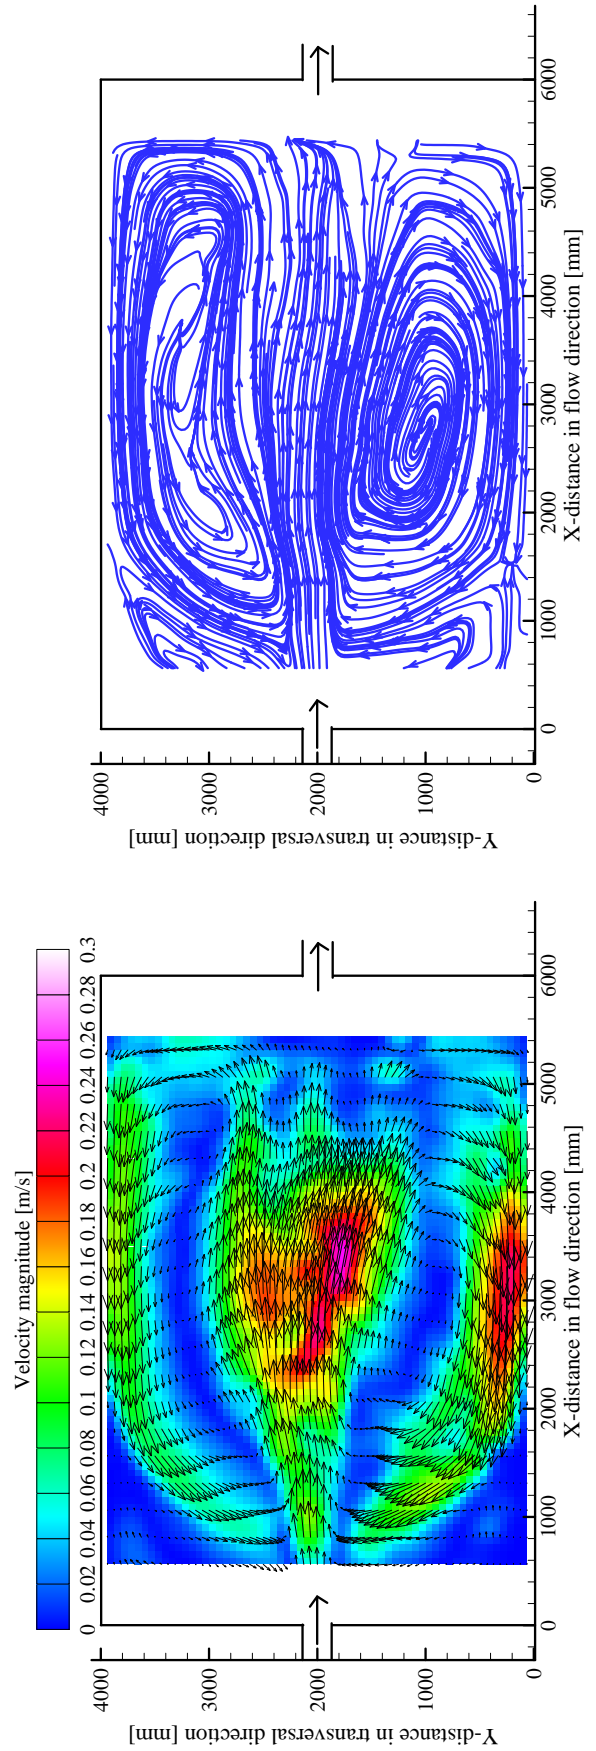 Velocity magnitude [m/s]
0 0.02 0.04 0.06 0.08 0.1 0.12 0.14 0.16 0.18 0.2 0.22 0.24 0.26 0.28 0.3
4000
3000
2000
1000
0
Y-distance in transversal direction [mm]
0 1000 2000 3000 4000 5000 6000
X-distance in flow direction [mm]
4000
3000
2000
1000
0
Y-distance in transversal direction [mm]
0 1000 2000 3000 4000 5000 6000
X-distance in flow direction [mm]